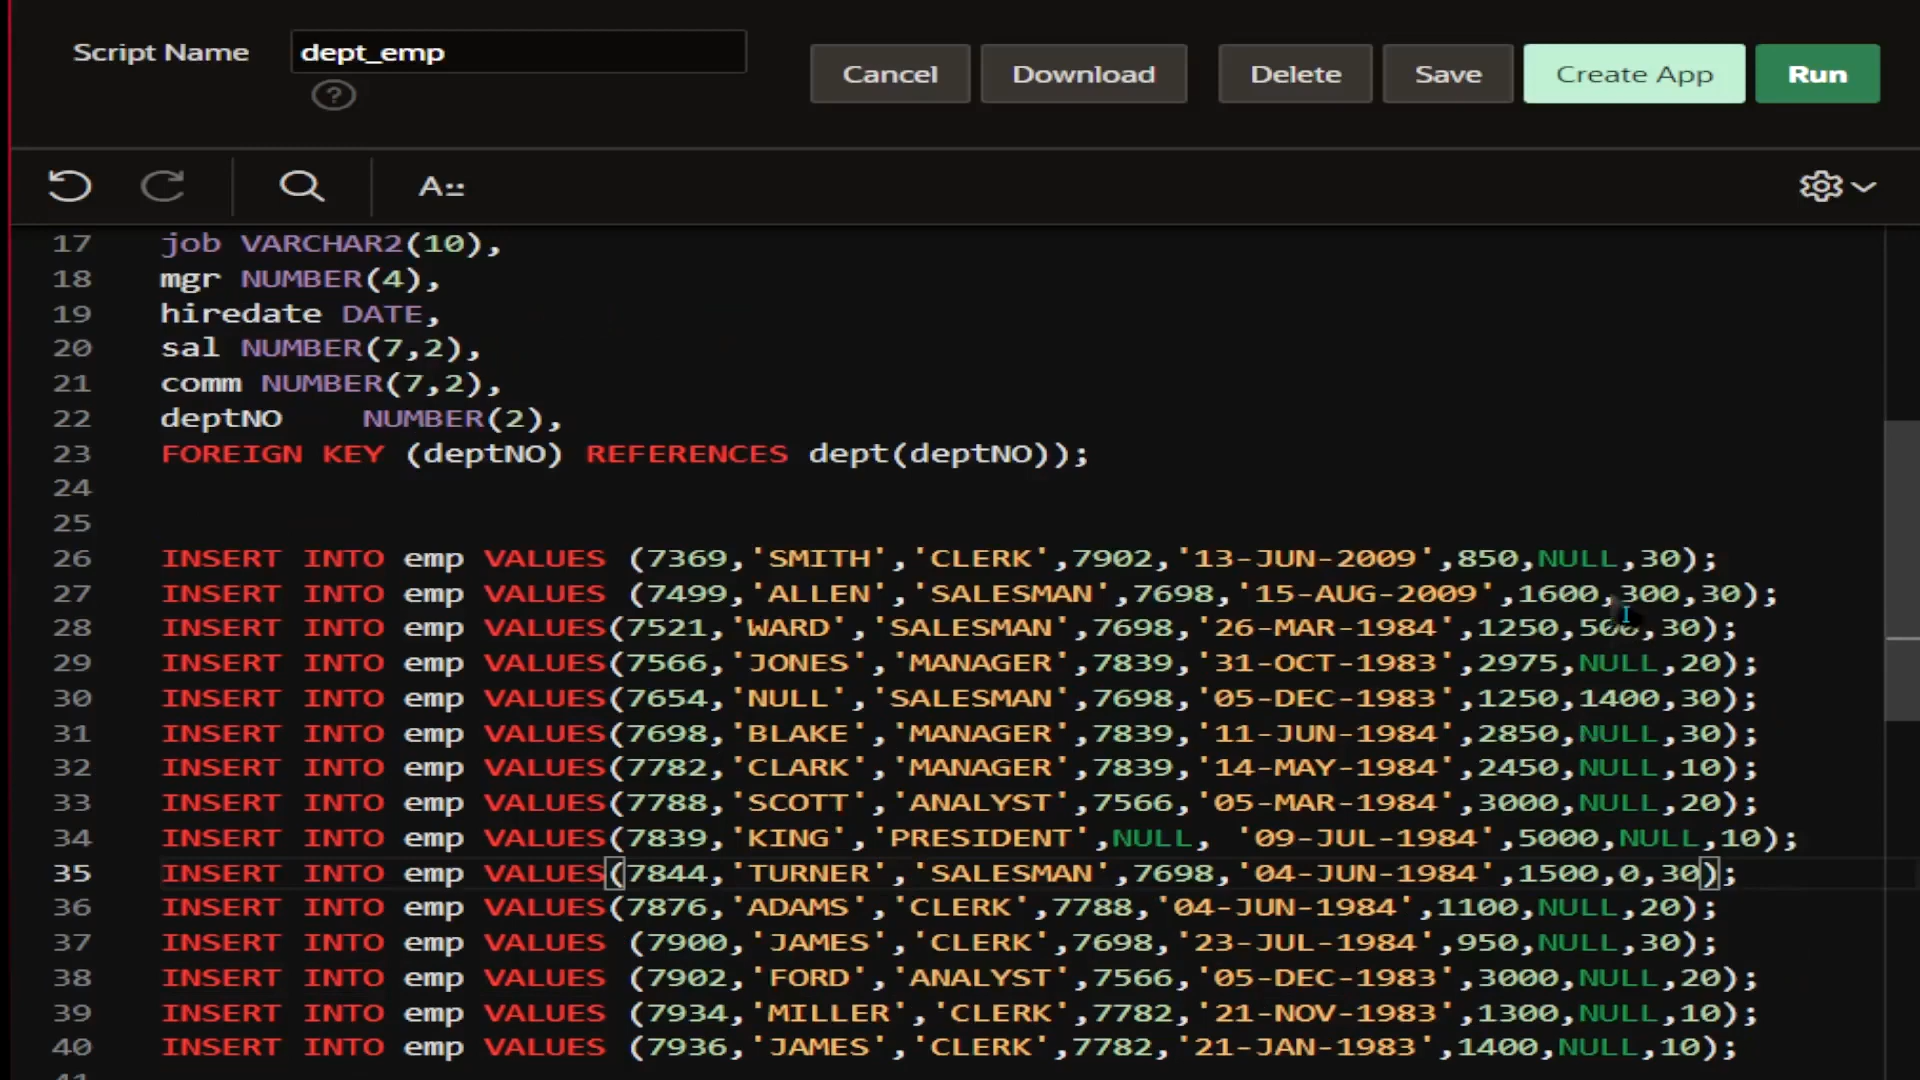 Script Name
dept_emp
?
Cancel
Download
Delete
Save
Create App
Run
A
17 job VARCHAR2(10),
18 mgr NUMBER(4),
19 hiredate DATE,
20 sal NUMBER(7,2),
21 comm NUMBER(7,2),
22 deptNO NUMBER(2),
23 FOREIGN KEY (deptNO) REFERENCES dept(deptNO));
24
25
26 INSERT INTO emp VALUES (7369,'SMITH','CLERK',7902,'13-JUN-2009',850,NULL,30);
27 INSERT INTO emp VALUES (7499,'ALLEN','SALESMAN',7698,'15-AUG-2009',1600,300,30);
28 INSERT INTO emp VALUES(7521,'WARD','SALESMAN',7698,'26-MAR-1984',1250,500,30);
29 INSERT INTO emp VALUES(7566,'JONES','MANAGER',7839,'31-OCT-1983',2975,NULL,20);
30 INSERT INTO emp VALUES(7654,'NULL','SALESMAN',7698,'05-DEC-1983',1250,1400,30);
31 INSERT INTO emp VALUES(7698,'BLAKE','MANAGER',7839,'11-JUN-1984',2850,NULL,30);
32 INSERT INTO emp VALUES(7782,'CLARK','MANAGER',7839,'14-MAY-1984',2450,NULL,10);
33 INSERT INTO emp VALUES(7788,'SCOTT','ANALYST',7566,'05-MAR-1984',3000,NULL,20);
34 INSERT INTO emp VALUES(7839,'KING','PRESIDENT',NULL, '09-JUL-1984',5000,NULL,10);
35 INSERT INTO emp VALUES(7844,'TURNER','SALESMAN',7698,'04-JUN-1984',1500,0,30);
36 INSERT INTO emp VALUES(7876,'ADAMS','CLERK',7788,'04-JUN-1984',1100,NULL,20);
37 INSERT INTO emp VALUES (7900,'JAMES','CLERK',7698,'23-JUL-1984',950,NULL,30);
38 INSERT INTO emp VALUES (7902,'FORD','ANALYST',7566,'05-DEC-1983',3000,NULL,20);
39 INSERT INTO emp VALUES (7934,'MILLER','CLERK',7782,'21-NOV-1983',1300,NULL,10);
40 INSERT INTO emp VALUES (7936,'JAMES','CLERK',7782,'21-JAN-1983',1400,NULL,10);